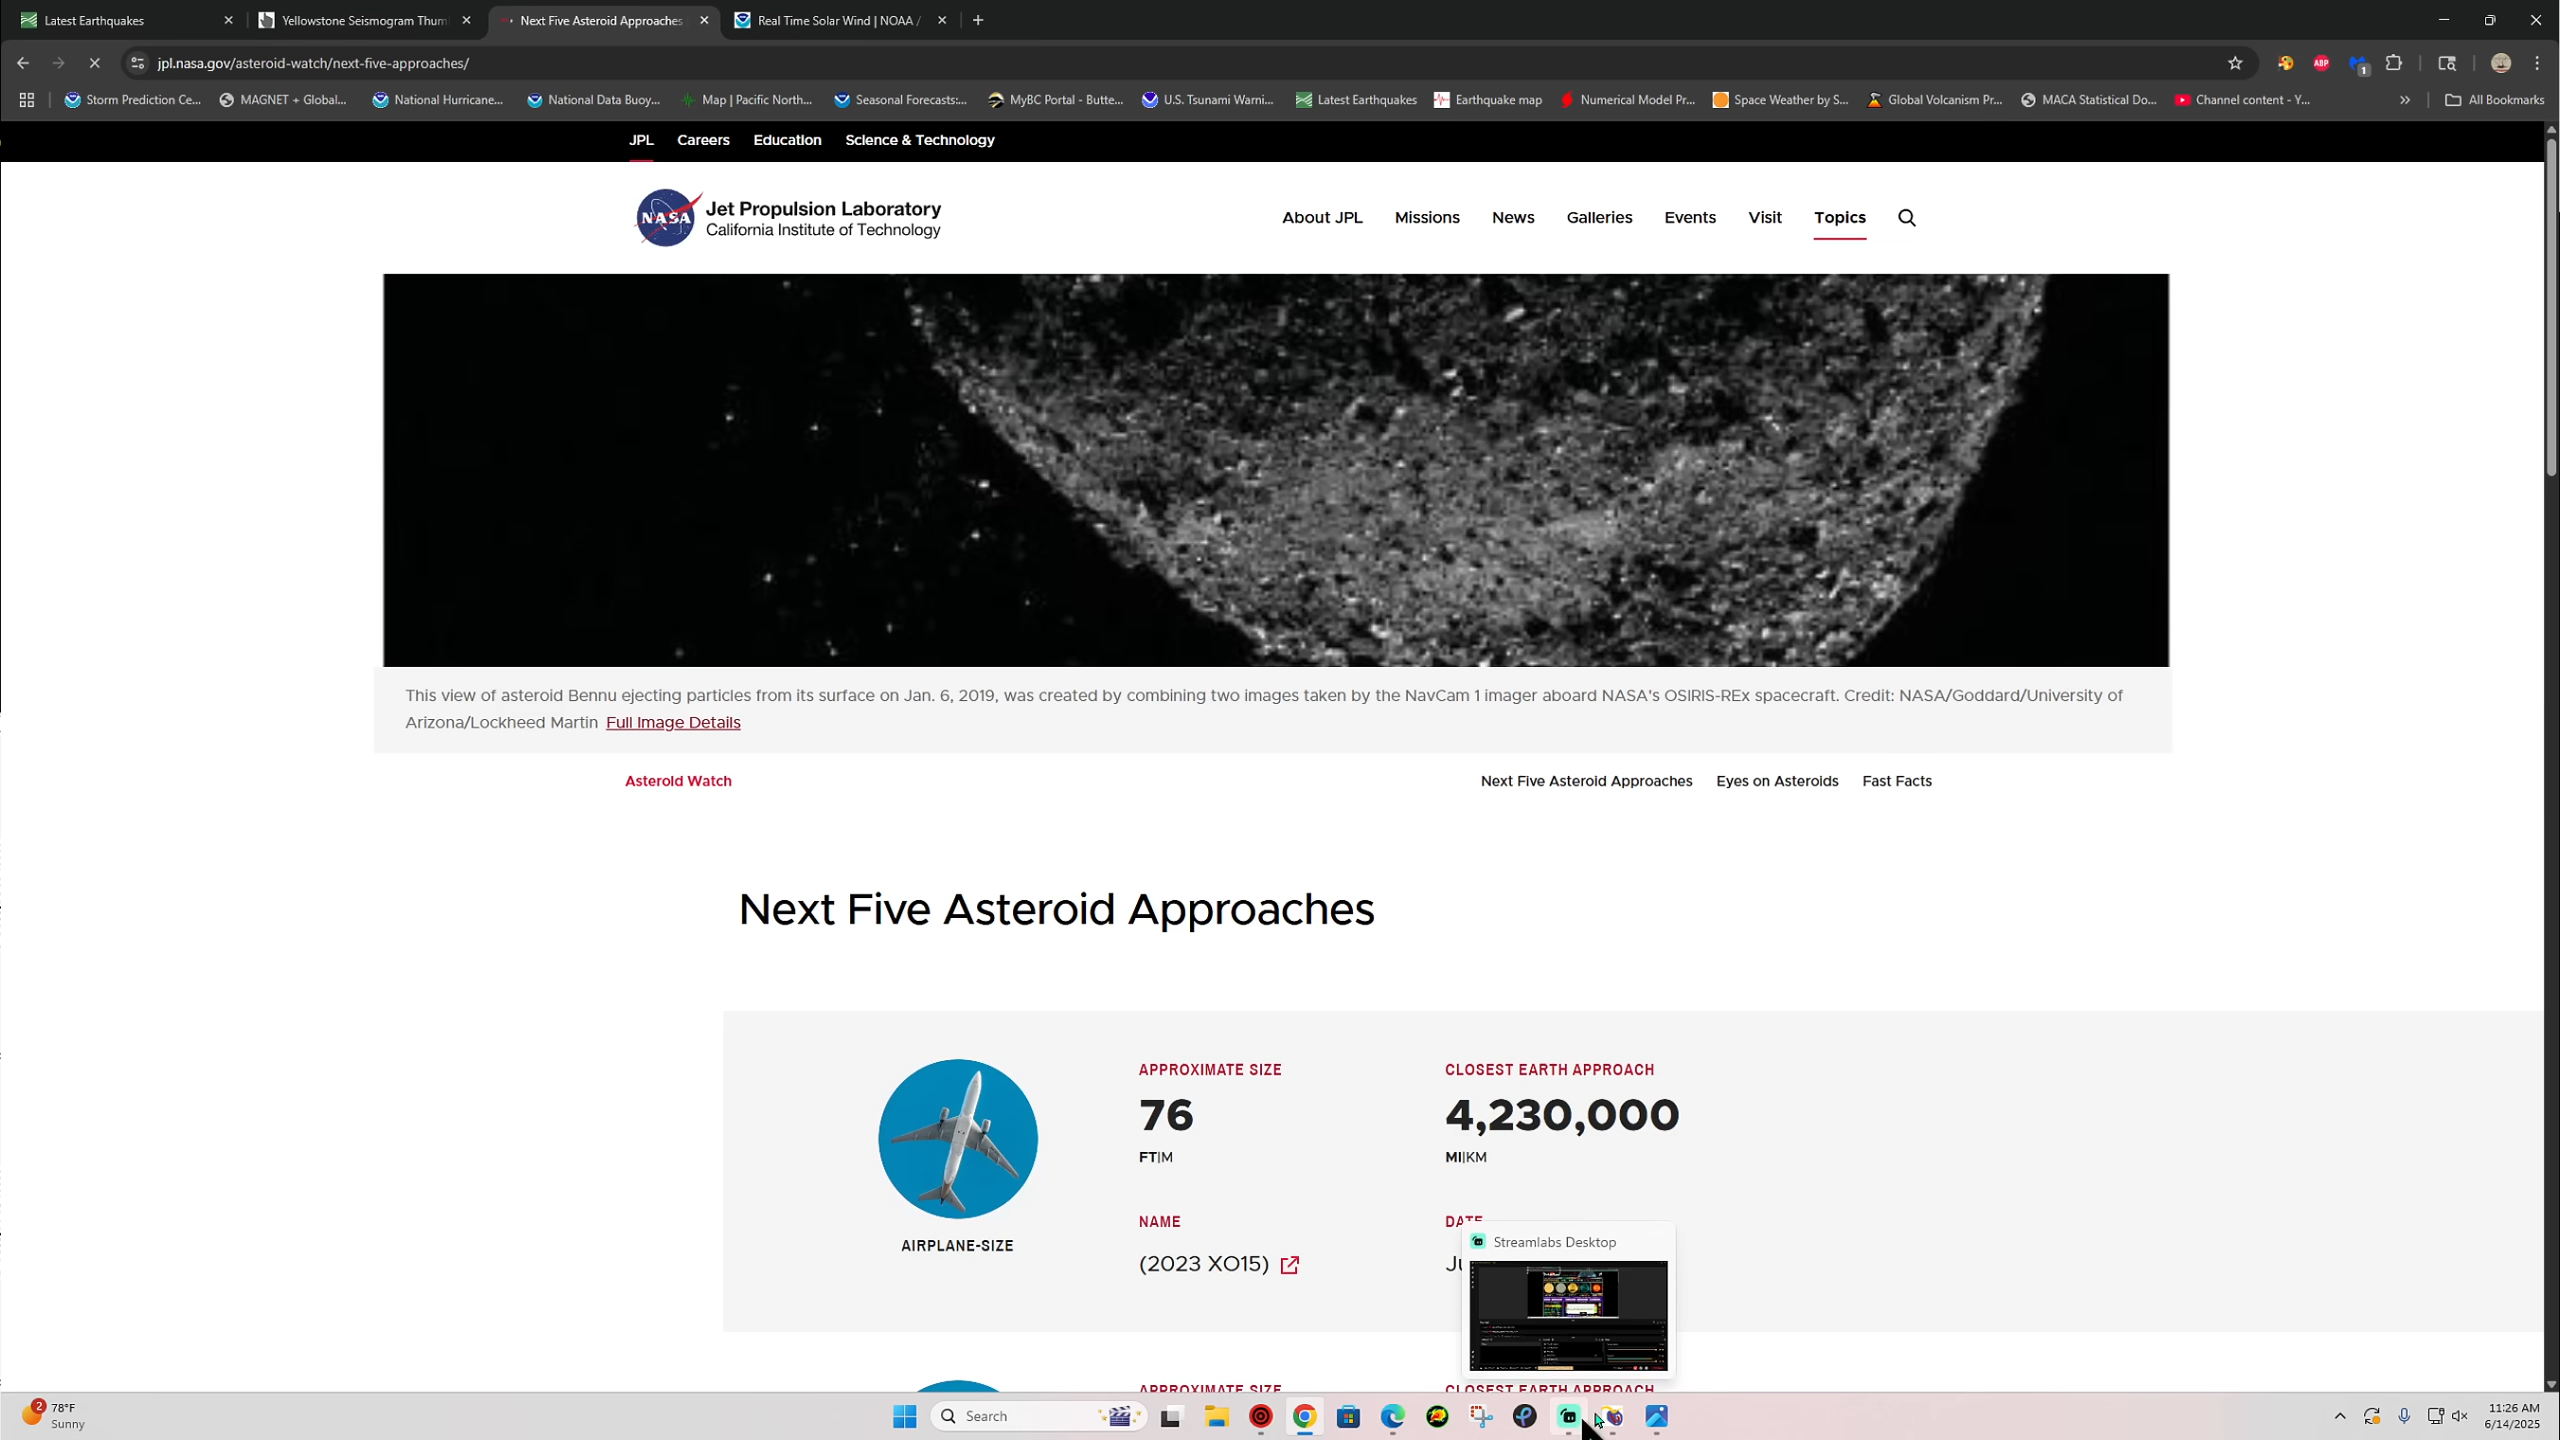 Latest Earthquakes
Yellowstone Seismogram Thum
Next Five Asteroid Approaches
Real Time Solar Wind | NOAA /
jpl.nasa.gov/asteroid-watch/next-five-approaches/
ABP
1
Storm Prediction Ce...
MAGNET + Global...
National Hurricane...
National Data Buoy...
Map | Pacific North...
Seasonal Forecasts:...
MyBC Portal - Butte...
U.S. Tsunami Warni...
Latest Earthquakes
Earthquake map
Numerical Model Pr...
Space Weather by S...
Global Volcanism Pr...
MACA Statistical Do...
Channel content - Y...
All Bookmarks
JPL
Careers
Education
Science & Technology
NASA
Jet Propulsion Laboratory
California Institute of Technology
About JPL
Missions
News
Galleries
Events
Visit
Topics
This view of asteroid Bennu ejecting particles from its surface on Jan. 6, 2019, was created by combining two images taken by the NavCam 1 imager aboard NASA's OSIRIS-REx spacecraft. Credit: NASA/Goddard/University of
Arizona/Lockheed Martin Full Image Details
Asteroid Watch
Next Five Asteroid Approaches
Eyes on Asteroids
Fast Facts
Next Five Asteroid Approaches
APPROXIMATE SIZE
CLOSEST EARTH APPROACH
76
4,230,000
FT|M
MI|KM
NAME
DATE
AIRPLANE-SIZE
(2023 XO15)
Streamlabs Desktop
APPROXIMATE SIZE
CLOSEST EARTH APPROACH
2
78°F
Sunny
Search
11:26 AM
6/14/2025